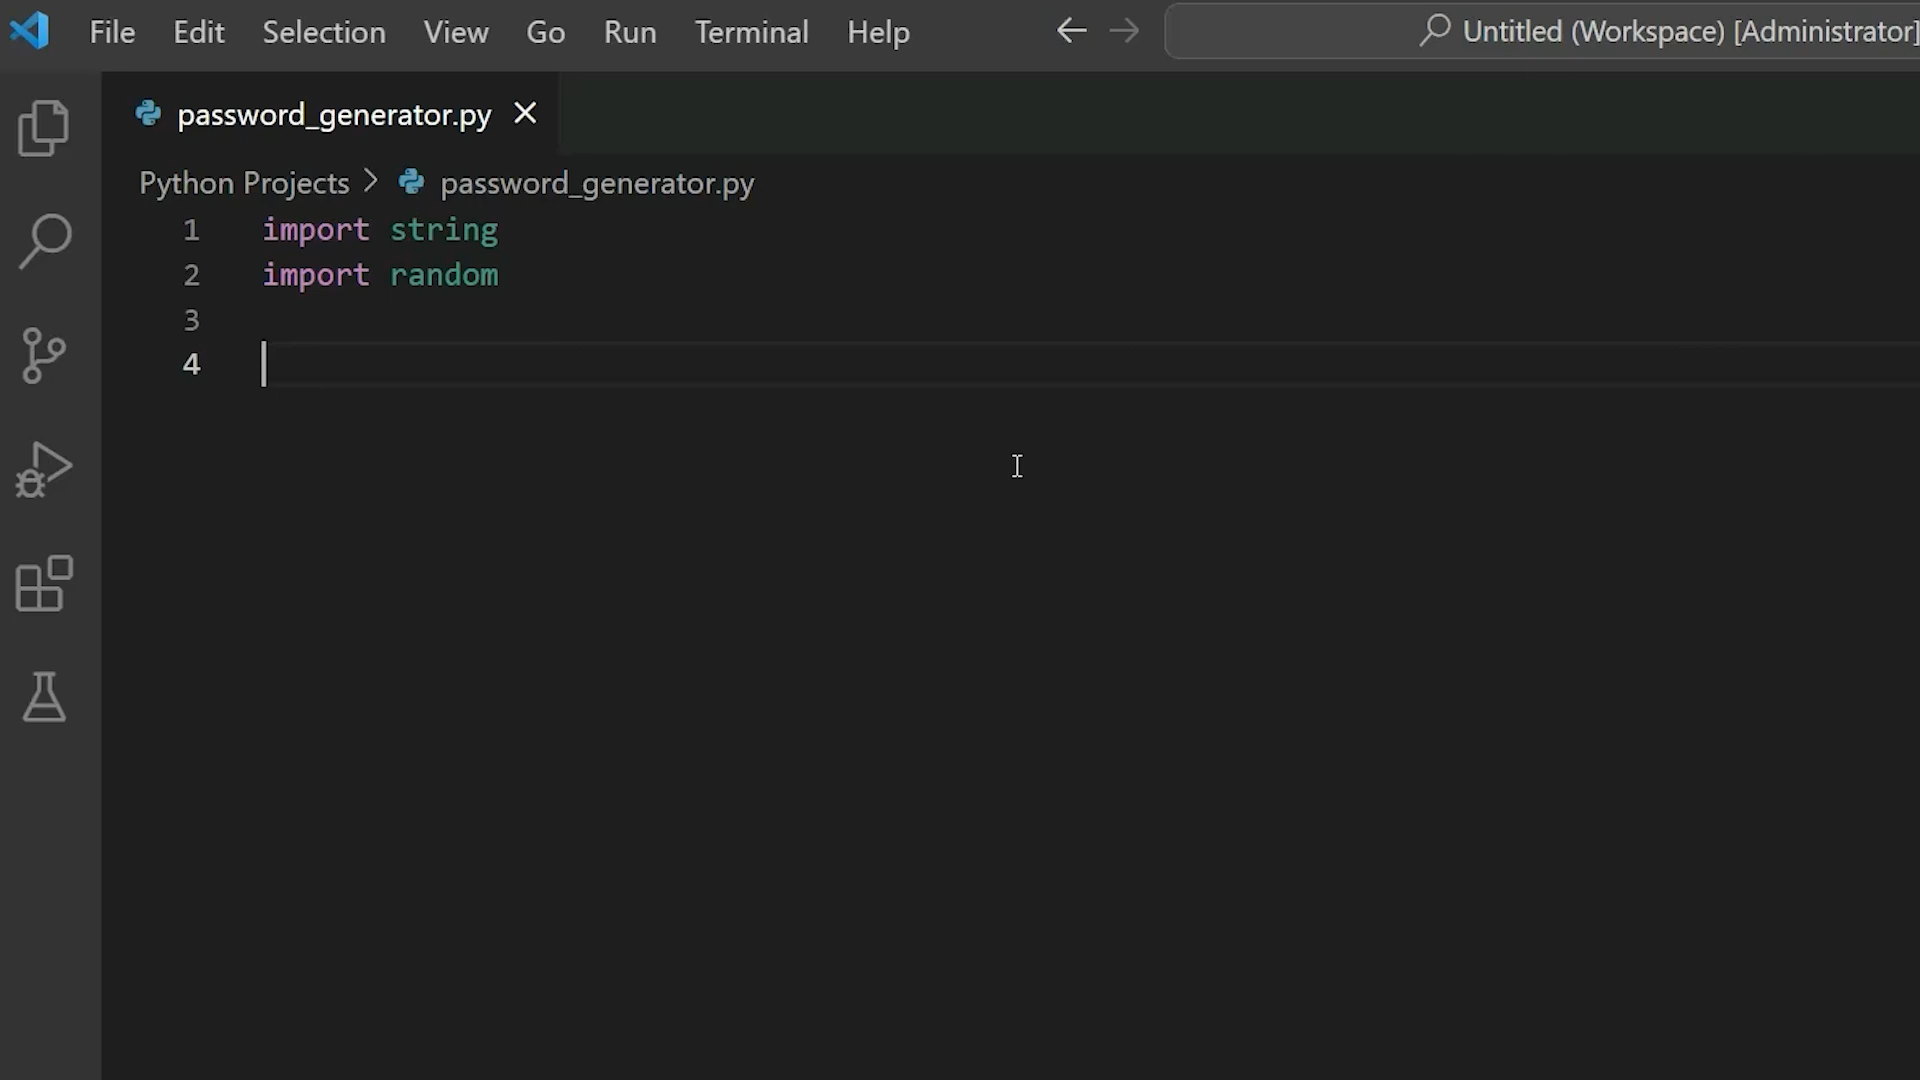 File Edit Selection View Go Run Terminal Help
Untitled (Workspace) [Administrator]
password_generator.py
Python Projects > password_generator.py
1 import string
2 import random
3
4